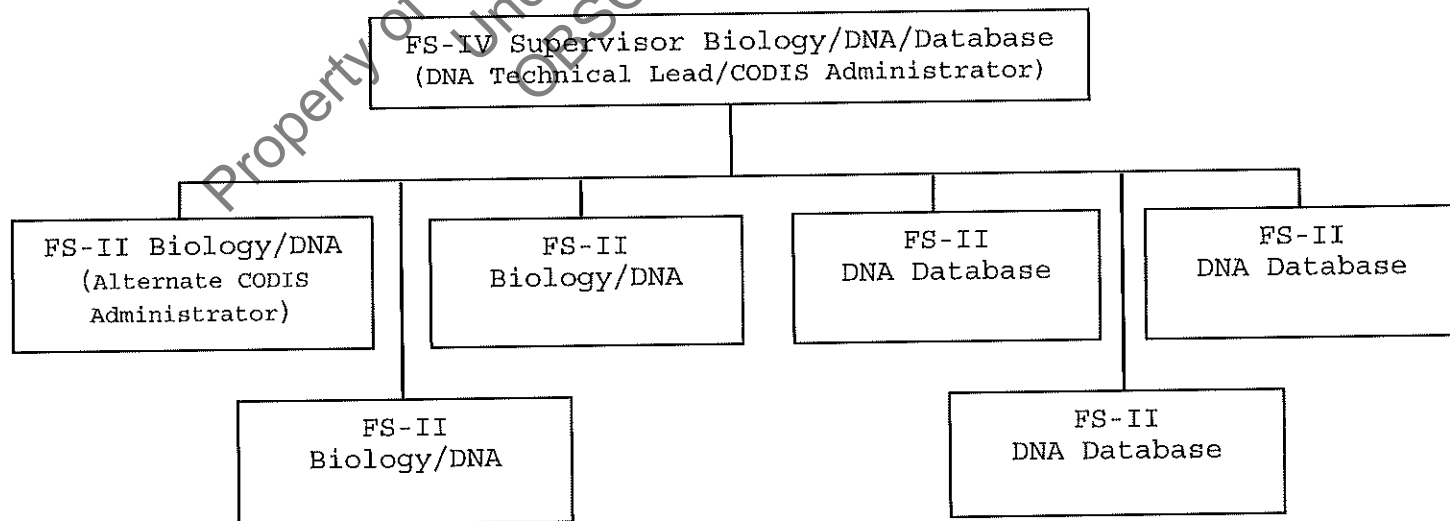 Property of
FS-IV Supervisor Biology/DNA/Database
(DNA Technical Lead/CODIS Administrator)
FS-II Biology/DNA
(Alternate CODIS
Administrator)
FS-II
Biology/DNA
FS-II
DNA Database
FS-II
DNA Database
FS-II
Biology/DNA
FS-II
DNA Database